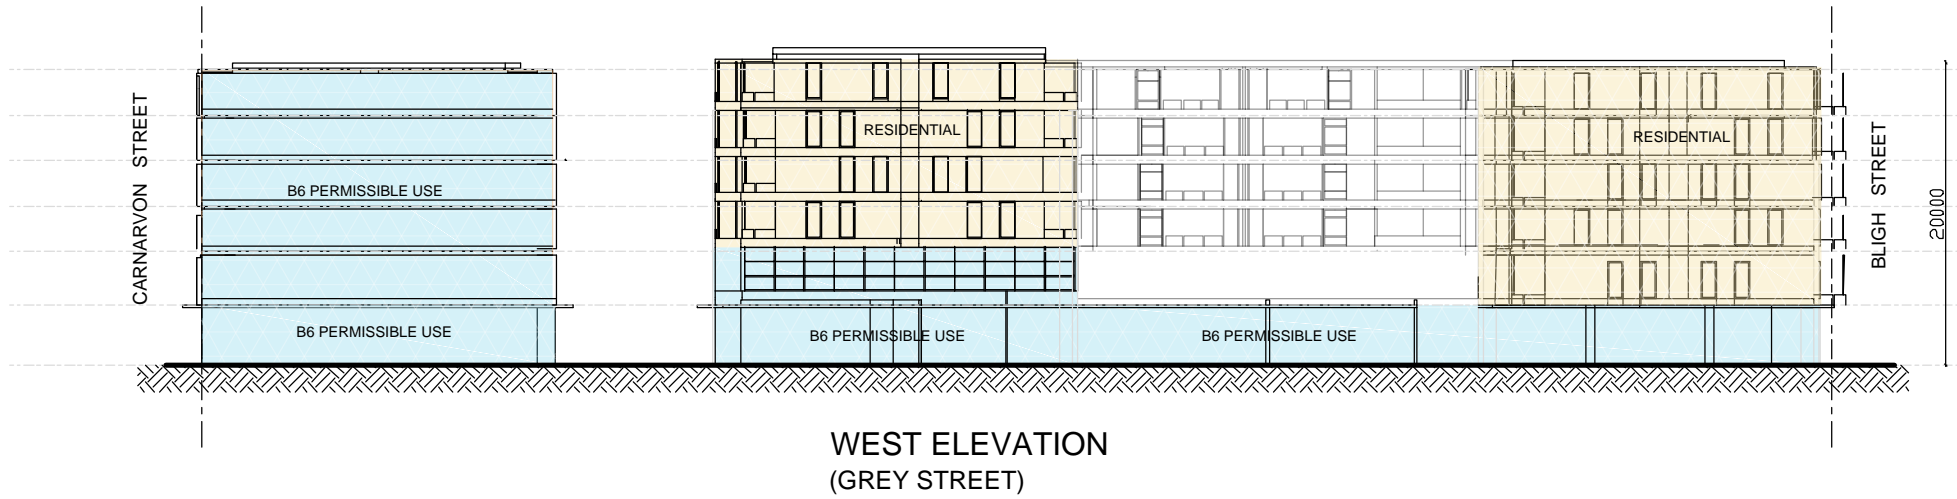 CARNARVON STREET
B6 PERMISSIBLE USE
B6 PERMISSIBLE USE
RESIDENTIAL
B6 PERMISSIBLE USE
B6 PERMISSIBLE USE
RESIDENTIAL
BLIGH STREET
20000
WEST ELEVATION
(GREY STREET)